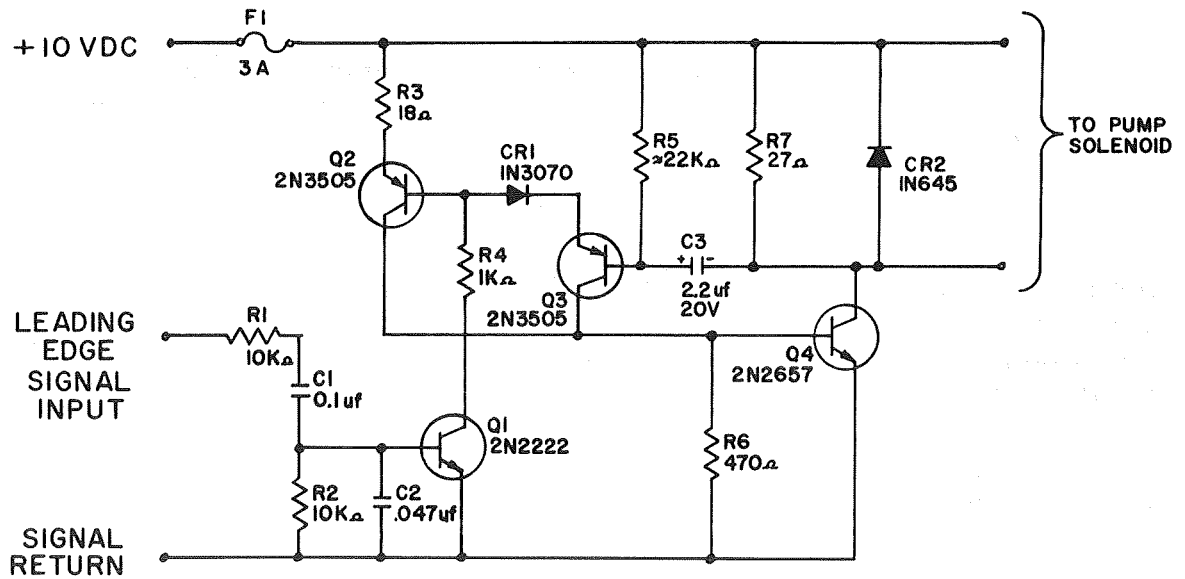 F1
+10 VDC
3A
R3
18Ω
Q2
2N3505
CR1
IN3070
R5
≈22KΩ
R7
27Ω
CR2
IN645
TO PUMP
SOLENOID
R4
1KΩ
C3
+ -
2.2uf
20V
Q3
2N3505
LEADING
EDGE
SIGNAL
INPUT
R1
10KΩ
C1
0.1uf
Q4
2N2657
Q1
2N2222
R6
470Ω
R2
10KΩ
C2
.047uf
SIGNAL
RETURN